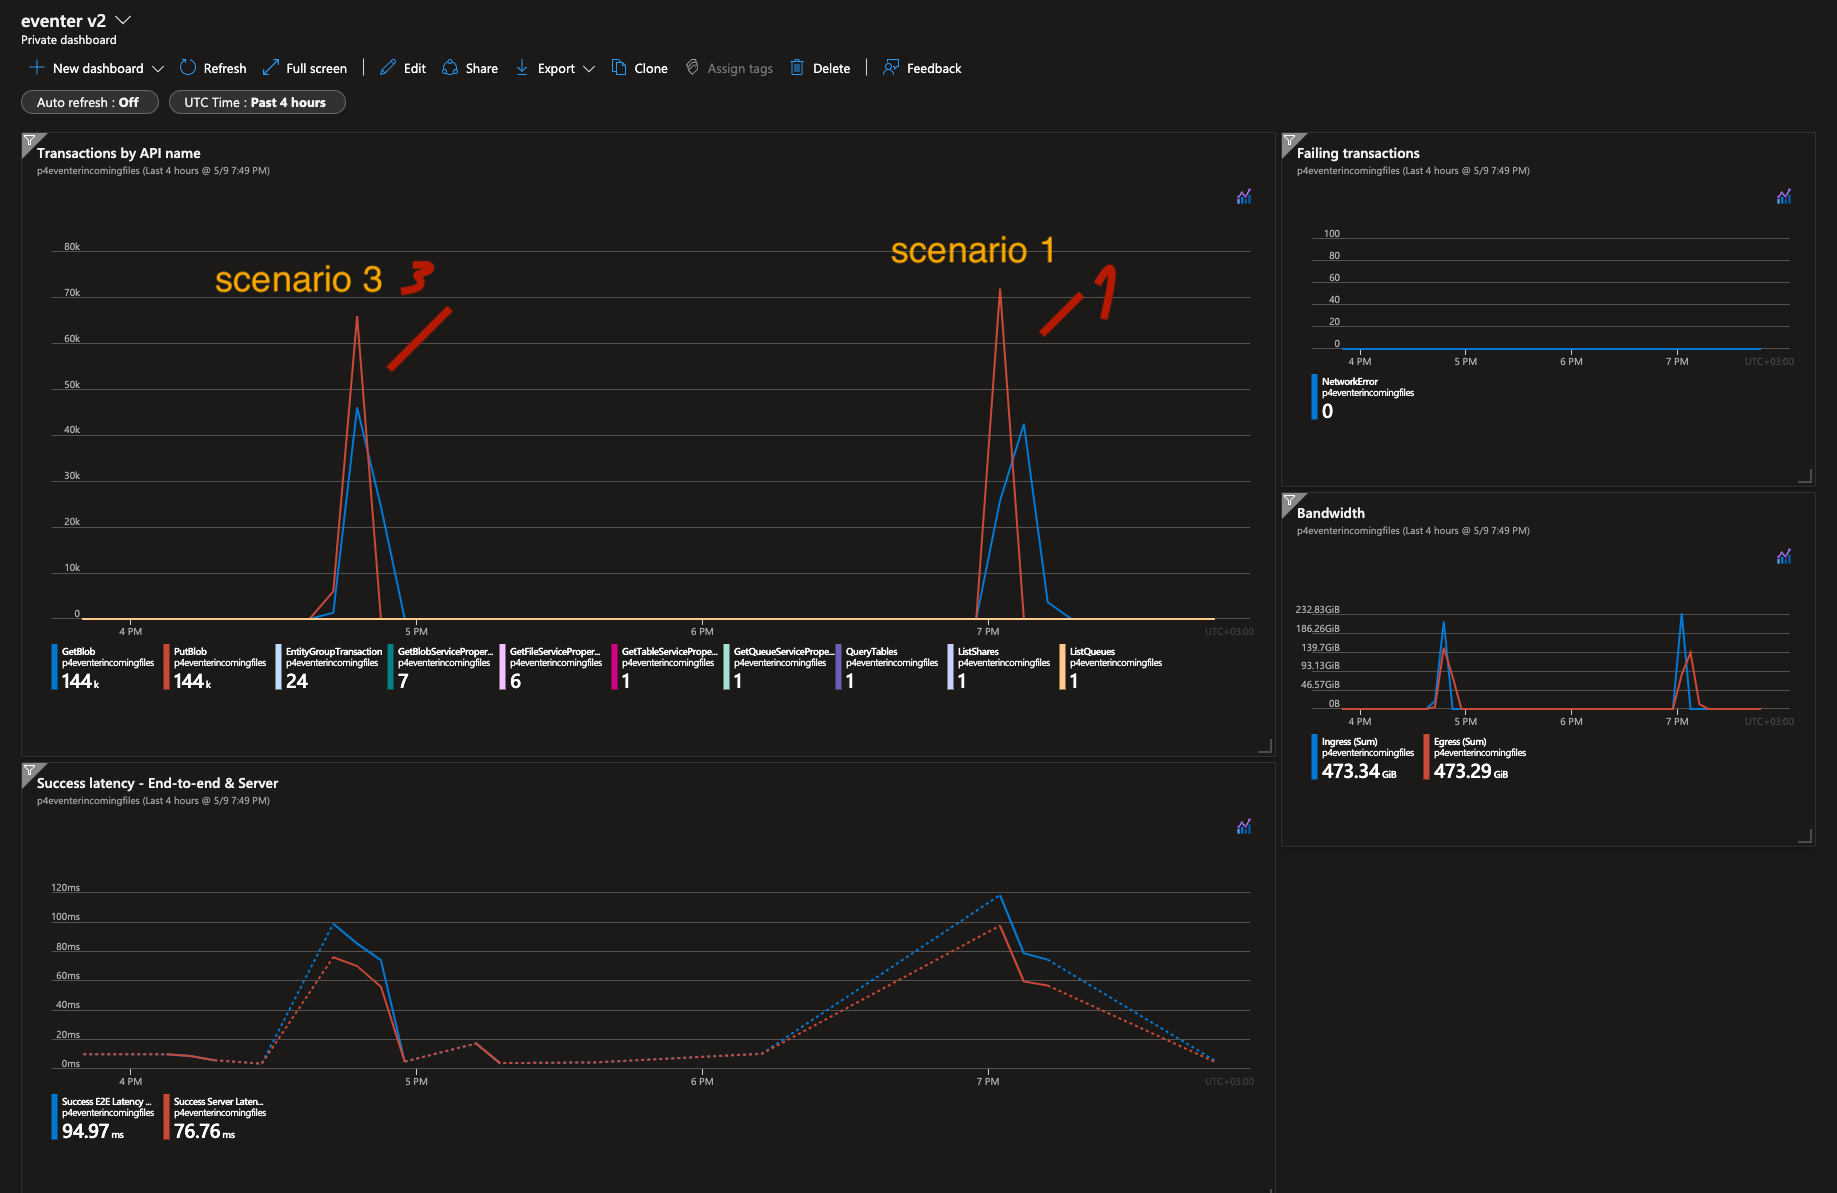 eventer v2
Private dashboard
New dashboard Refresh Full screen Edit Share Export Clone Assign tags Delete Feedback
Auto refresh : Off UTC Time : Past 4 hours
Transactions by API name
p4eventerincomingfiles (Last 4 hours @ 5/9 7:49 PM)
80k
70k
60k
50k
40k
30k
20k
10k
0
scenario 3 3
scenario 1 1
4 PM 5 PM 6 PM 7 PM UTC+03:00
GetBlob
p4eventerincomingfiles
144 k
PutBlob
p4eventerincomingfiles
144 k
EntityGroupTransaction
p4eventerincomingfiles
24
GetBlobServiceProper...
p4eventerincomingfiles
7
GetFileServiceProper...
p4eventerincomingfiles
6
GetTableServicePrope...
p4eventerincomingfiles
1
GetQueueServicePrope...
p4eventerincomingfiles
1
QueryTables
p4eventerincomingfiles
1
ListShares
p4eventerincomingfiles
1
ListQueues
p4eventerincomingfiles
1
Failing transactions
p4eventerincomingfiles (Last 4 hours @ 5/9 7:49 PM)
100
80
60
40
20
0
4 PM 5 PM 6 PM 7 PM UTC+03:00
NetworkError
p4eventerincomingfiles
0
Bandwidth
p4eventerincomingfiles (Last 4 hours @ 5/9 7:49 PM)
232.83GiB
186.26GiB
139.7GiB
93.13GiB
46.57GiB
0B
4 PM 5 PM 6 PM 7 PM UTC+03:00
Ingress (Sum)
p4eventerincomingfiles
473.34 GiB
Egress (Sum)
p4eventerincomingfiles
473.29 GiB
Success latency - End-to-end & Server
p4eventerincomingfiles (Last 4 hours @ 5/9 7:49 PM)
120ms
100ms
80ms
60ms
40ms
20ms
0ms
4 PM 5 PM 6 PM 7 PM UTC+03:00
Success E2E Latency ...
p4eventerincomingfiles
94.97 ms
Success Server Laten...
p4eventerincomingfiles
76.76 ms